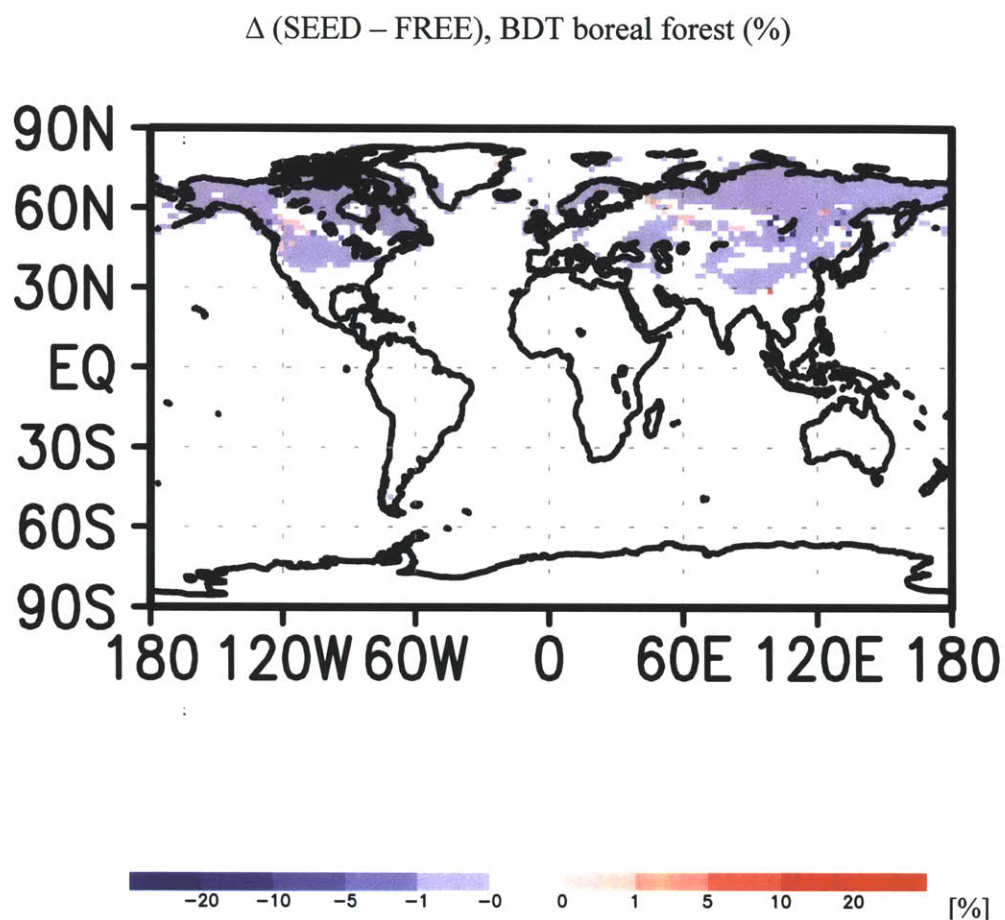 Δ (SEED – FREE), BDT boreal forest (%)
90N
60N
30N
EQ
30S
60S
90S
180 120W 60W 0 60E 120E 180
-20 -10 -5 -1 -0 0 1 5 10 20 [%]